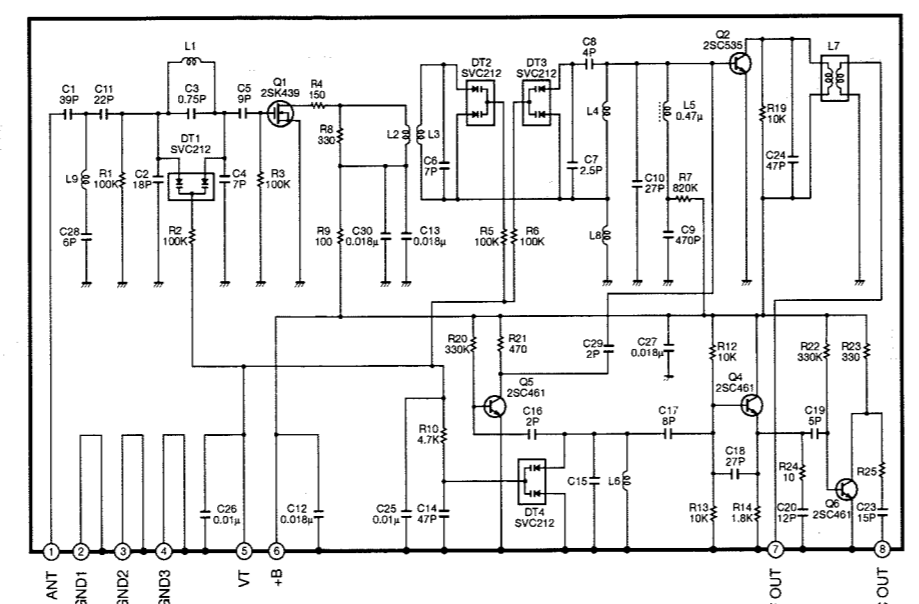 L1
C1
39P
C11
22P
C3
0.75P
C5
9P
Q1
2SK439
R4
150
DT2
SVC212
DT3
SVC212
C8
4P
Q2
2SC535
L7
DT1
SVC212
R8
330
L2
L3
C6
7P
L4
L5
0.47μ
R19
10K
L9
R1
100K
C2
18P
C4
7P
R3
100K
C7
2.5P
C10
27P
R7
820K
C24
47P
C28
6P
R2
100K
R9
100
C30
0.018μ
C13
0.018μ
R5
100K
R6
100K
L8
C9
470P
R20
330K
R21
470
C29
2P
C27
0.018μ
R12
10K
R22
330K
R23
330
Q5
2SC461
Q4
2SC461
C16
2P
C17
8P
C19
5P
R10
4.7K
C18
27P
R24
10
R25
C26
0.01μ
C12
0.018μ
C25
0.01μ
C14
47P
DT4
SVC212
C15
L6
R13
10K
R14
1.8K
C20
12P
Q6
2SC461
C23
15P
1
2
3
4
5
6
7
8
ANT
GND1
GND2
GND3
VT
+B
OUT
OUT